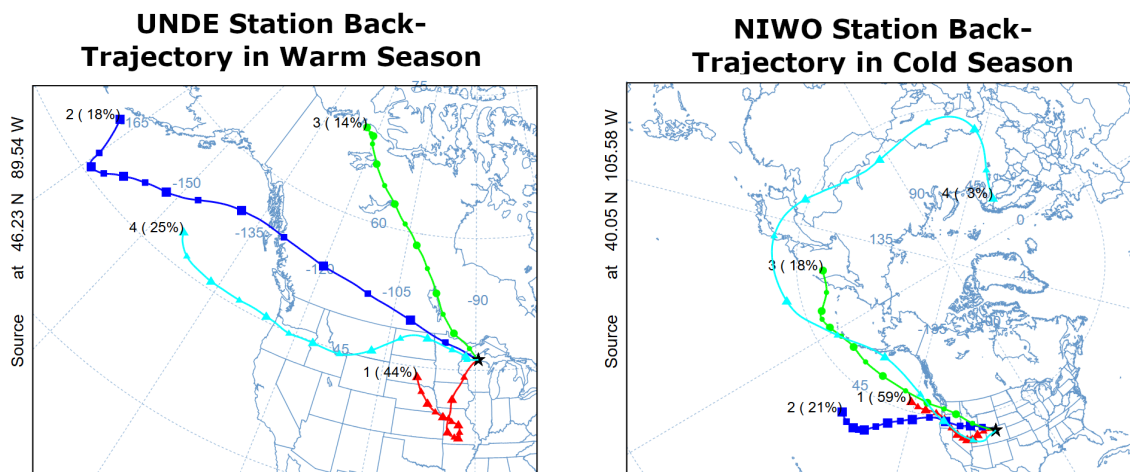 UNDE Station Back-
Trajectory in Warm Season
Source at 46.23 N 89.54 W
2 ( 18%)
-165
3 ( 14%)
75
-150
4 ( 25%)
-135
60
-120
-105
-90
45
1 ( 44%)
NIWO Station Back-
Trajectory in Cold Season
Source at 40.05 N 105.58 W
90
45
4 ( 3%)
0
135
3 ( 18%)
-45
45
1 ( 59%)
2 ( 21%)